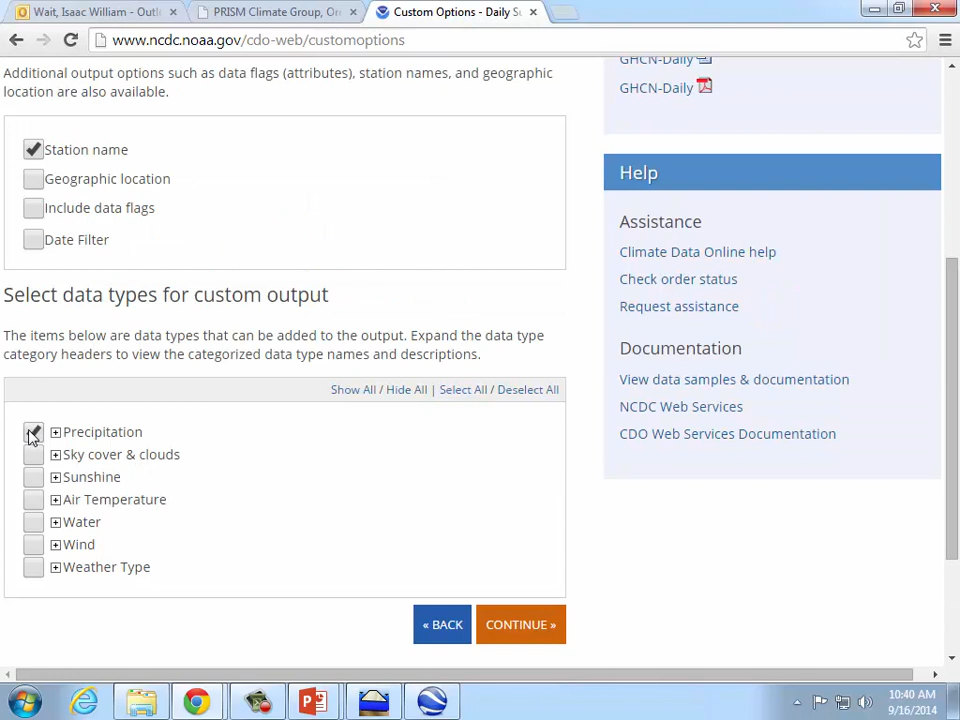 Wait, Isaac William - Outl
PRISM Climate Group, Or
Custom Options - Daily Su
www.ncdc.noaa.gov/cdo-web/customoptions
Additional output options such as data flags (attributes), station names, and geographic
location are also available.
Station name
Geographic location
Include data flags
Date Filter
Select data types for custom output
The items below are data types that can be added to the output. Expand the data type
category headers to view the categorized data type names and descriptions.
Show All / Hide All | Select All / Deselect All
Precipitation
Sky cover & clouds
Sunshine
Air Temperature
Water
Wind
Weather Type
« BACK
CONTINUE »
GHCN-Daily
GHCN-Daily
Help
Assistance
Climate Data Online help
Check order status
Request assistance
Documentation
View data samples & documentation
NCDC Web Services
CDO Web Services Documentation
10:40 AM
9/16/2014